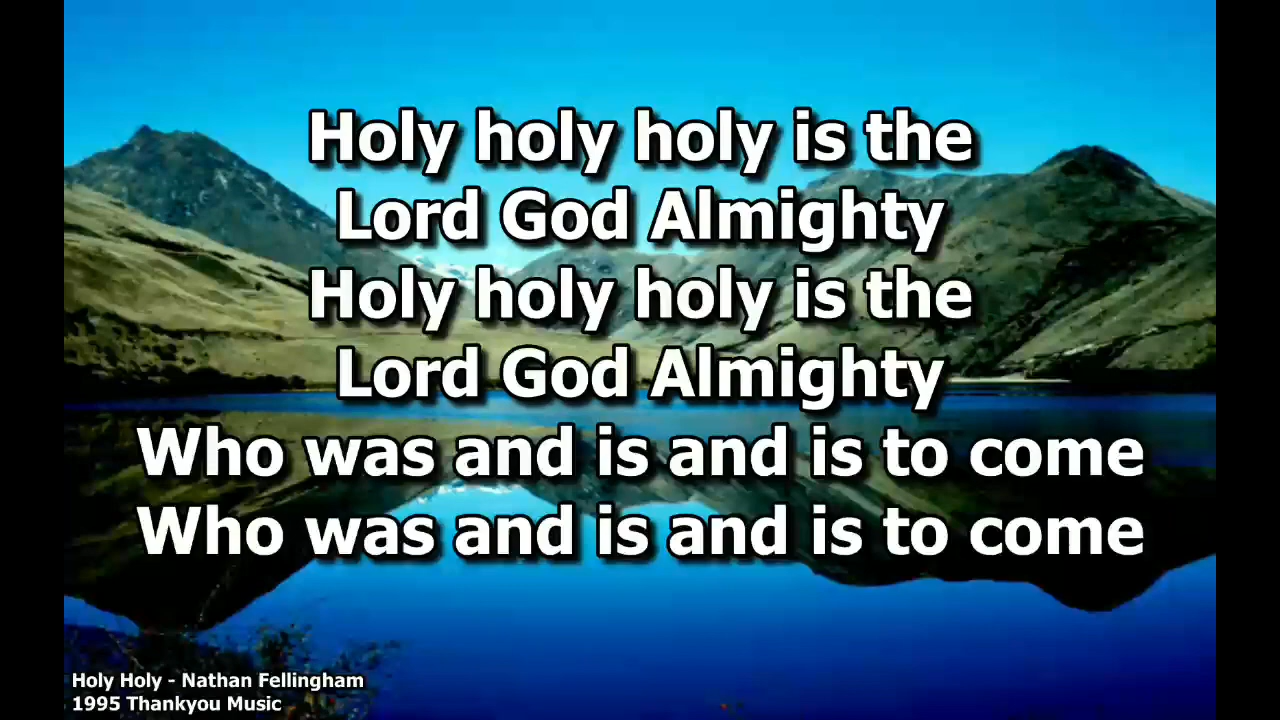 Holy holy holy is the
Lord God Almighty
Holy holy holy is the
Lord God Almighty
Who was and is and is to come
Who was and is and is to come
Holy Holy - Nathan Fellingham
1995 Thankyou Music